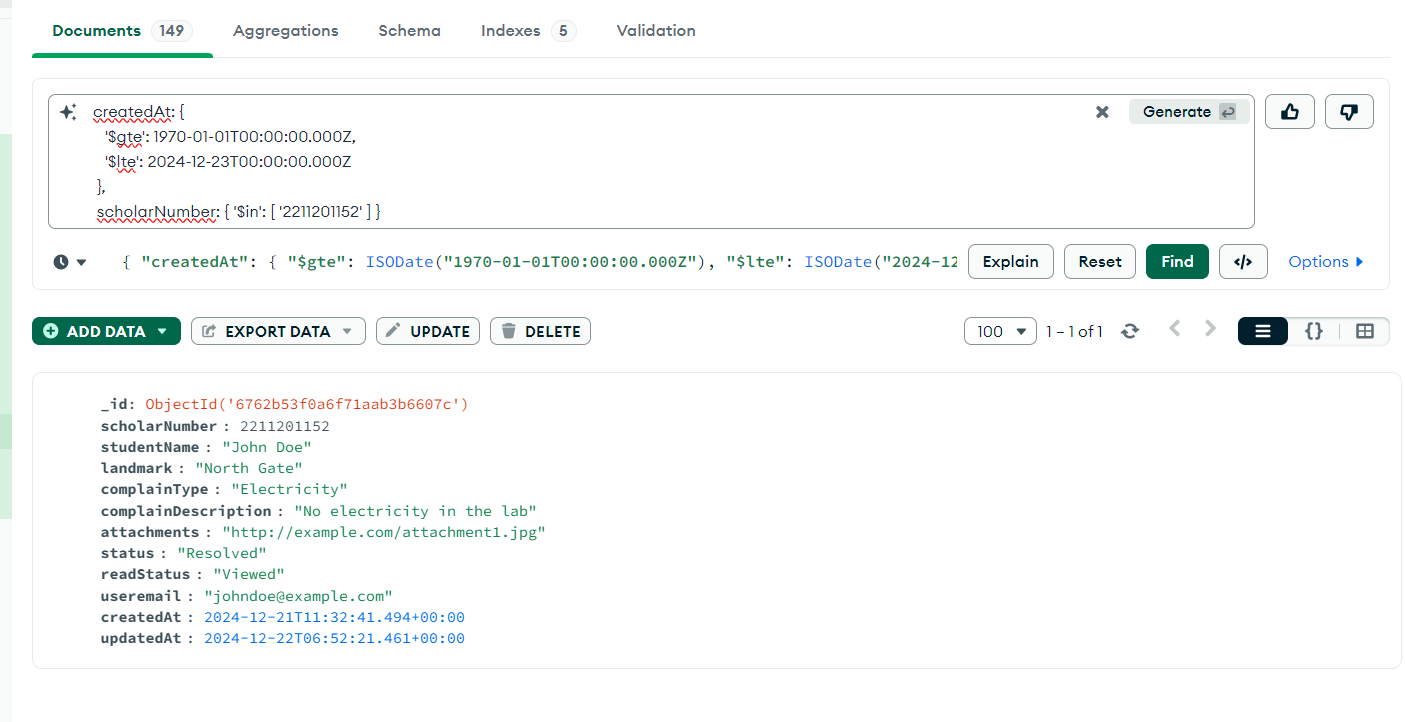 Documents 149 Aggregations Schema Indexes 5 Validation
createdAt: {
'$gte': 1970-01-01T00:00:00.000Z,
'$lte': 2024-12-23T00:00:00.000Z
},
scholarNumber: { '$in': [ '2211201152' ] }
Generate
{ "createdAt": { "$gte": ISODate("1970-01-01T00:00:00.000Z"), "$lte": ISODate("2024-12
Explain Reset Find </> Options
ADD DATA EXPORT DATA UPDATE DELETE 100 1 – 1 of 1 {}
_id: ObjectId('6762b53f0a6f71aab3b6607c')
scholarNumber : 2211201152
studentName : "John Doe"
landmark : "North Gate"
complainType : "Electricity"
complainDescription : "No electricity in the lab"
attachments : "http://example.com/attachment1.jpg"
status : "Resolved"
readStatus : "Viewed"
useremail : "johndoe@example.com"
createdAt : 2024-12-21T11:32:41.494+00:00
updatedAt : 2024-12-22T06:52:21.461+00:00